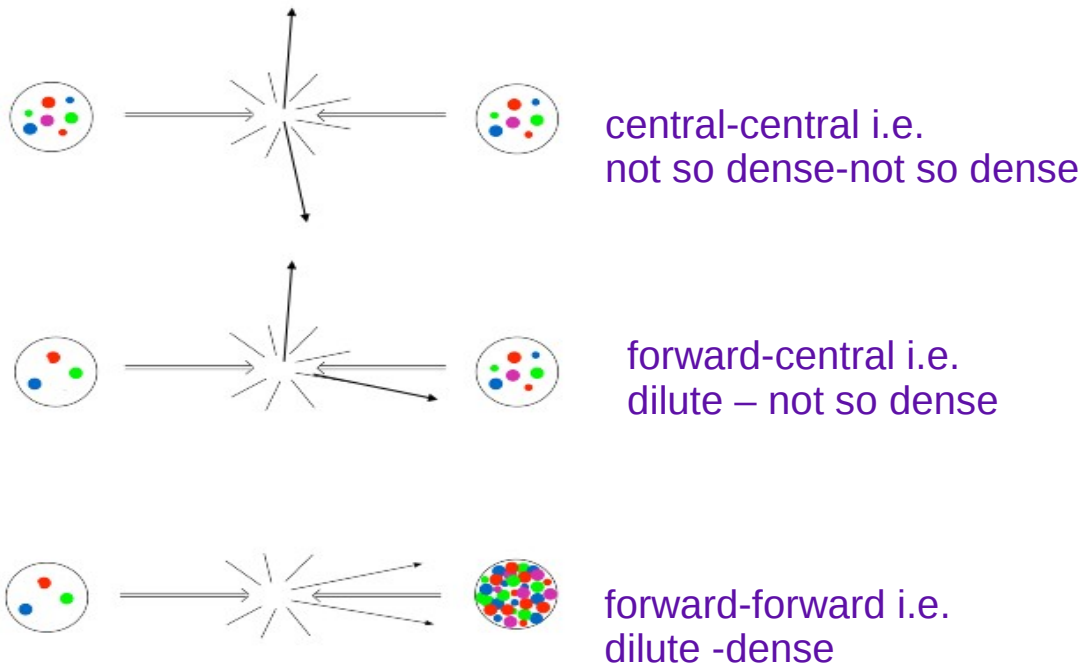 central-central i.e.
not so dense-not so dense
forward-central i.e.
dilute – not so dense
forward-forward i.e.
dilute -dense